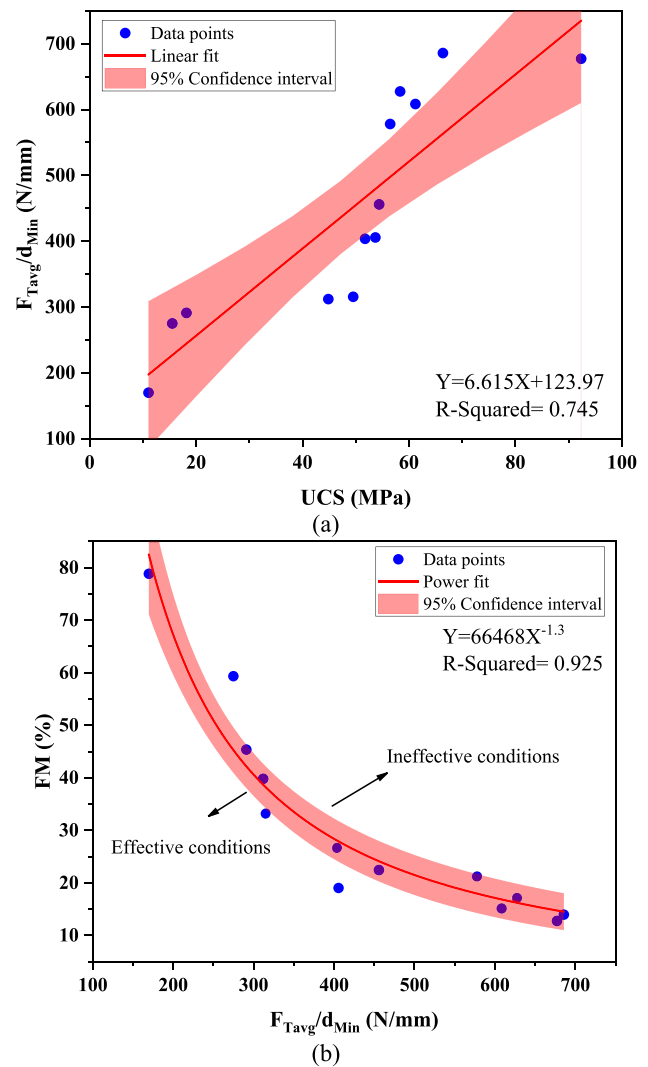 700
600
500
400
300
200
100
F_Tavg/d_Min (N/mm)
Data points
Linear fit
95% Confidence interval
Y=6.615X+123.97
R-Squared= 0.745
0 20 40 60 80 100
UCS (MPa)
(a)
80
70
60
50
40
30
20
10
FM (%)
Data points
Power fit
95% Confidence interval
Y=66468X^-1.3
R-Squared= 0.925
Ineffective conditions
Effective conditions
100 200 300 400 500 600 700
F_Tavg/d_Min (N/mm)
(b)